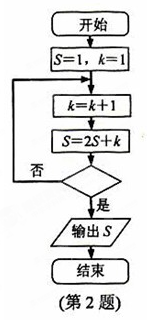 开始
S=1，k=1
k=k+1
S=2S+k
否
是
输出 S
结束
(第2题)